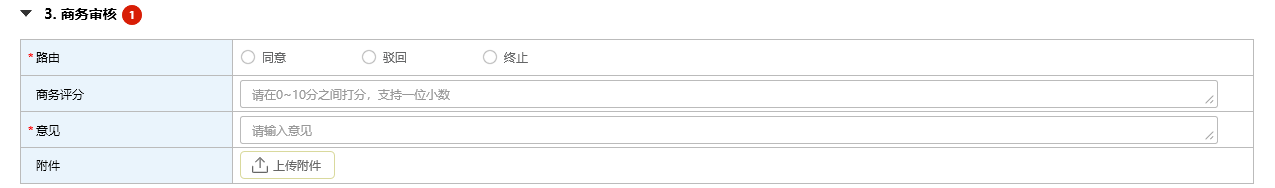 3. 商务审核 1
*路由 同意 驳回 终止
商务评分 请在0~10分之间打分，支持一位小数
*意见 请输入意见
附件 上传附件